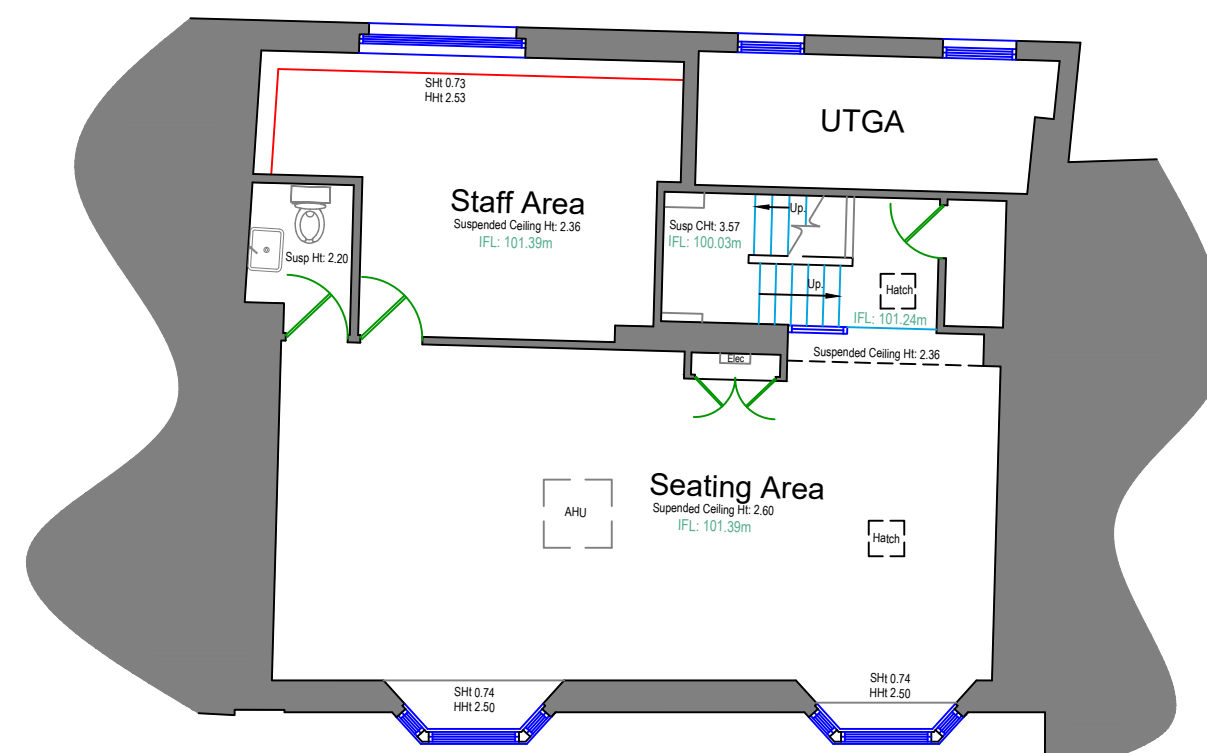 SHt 0.73
HHt 2.53
UTGA
Staff Area
Suspended Ceiling Ht: 2.36
IFL: 101.39m
Up.
Susp CHt: 3.57
IFL: 100.03m
Susp Ht: 2.20
Up.
Hatch
IFL: 101.24m
Suspended Ceiling Ht: 2.36
Elec
Seating Area
Supended Ceiling Ht: 2.60
IFL: 101.39m
AHU
Hatch
SHt 0.74
HHt 2.50
SHt 0.74
HHt 2.50